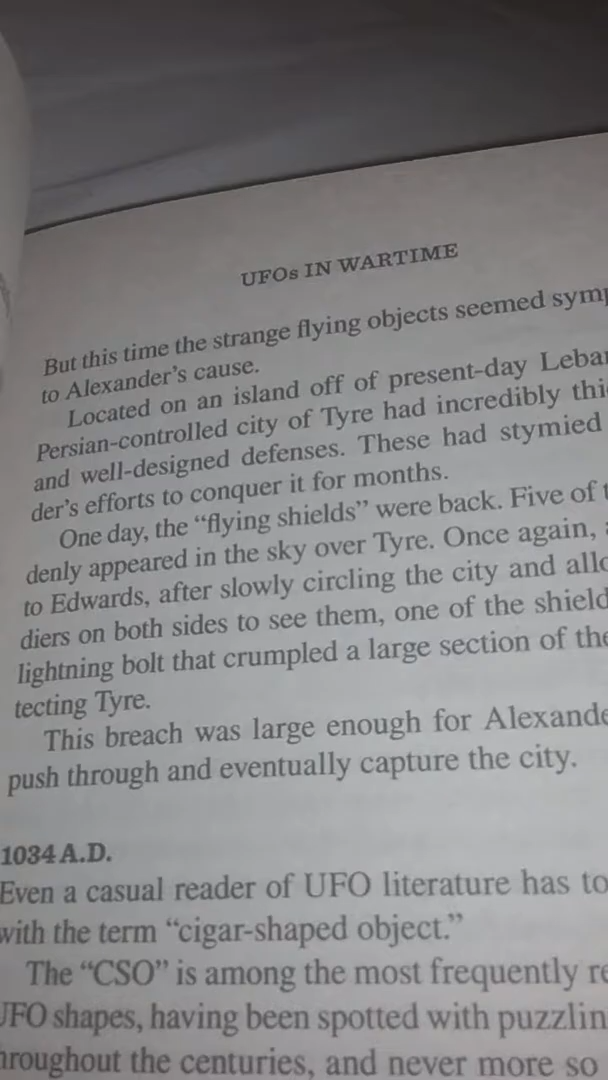 UFOs IN WARTIME
But this time the strange flying objects seemed symp
to Alexander's cause.
Located on an island off of present-day Leba
Persian-controlled city of Tyre had incredibly thi
and well-designed defenses. These had stymied
der's efforts to conquer it for months.
One day, the “flying shields” were back. Five of t
denly appeared in the sky over Tyre. Once again,
to Edwards, after slowly circling the city and allo
diers on both sides to see them, one of the shield
lightning bolt that crumpled a large section of the
tecting Tyre.
This breach was large enough for Alexande
push through and eventually capture the city.
1034 A.D.
Even a casual reader of UFO literature has to
with the term “cigar-shaped object.”
The “CSO” is among the most frequently re
UFO shapes, having been spotted with puzzlin
hroughout the centuries, and never more so